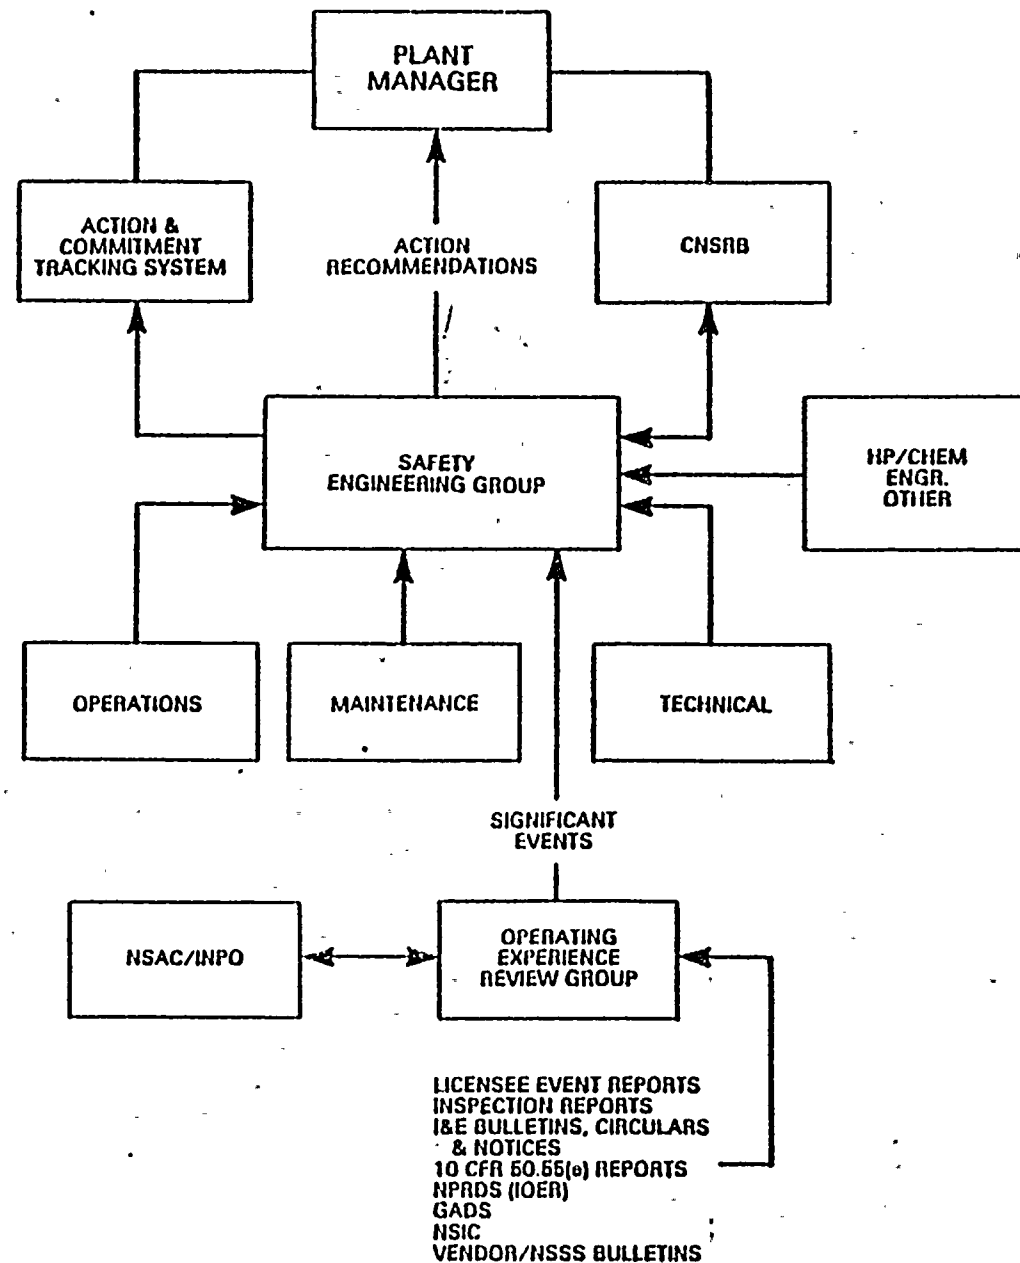 PLANT
MANAGER
ACTION &
COMMITMENT
TRACKING SYSTEM
ACTION
RECOMMENDATIONS
CNSRB
SAFETY
ENGINEERING GROUP
HP/CHEM
ENGR.
OTHER
OPERATIONS
MAINTENANCE
TECHNICAL
SIGNIFICANT
EVENTS
NSAC/INPO
OPERATING
EXPERIENCE
REVIEW GROUP
LICENSEE EVENT REPORTS
INSPECTION REPORTS
I&E BULLETINS, CIRCULARS
& NOTICES
10 CFR 50.55(e) REPORTS
NPRDS (IOER)
GADS
NSIC
VENDOR/NSSS BULLETINS